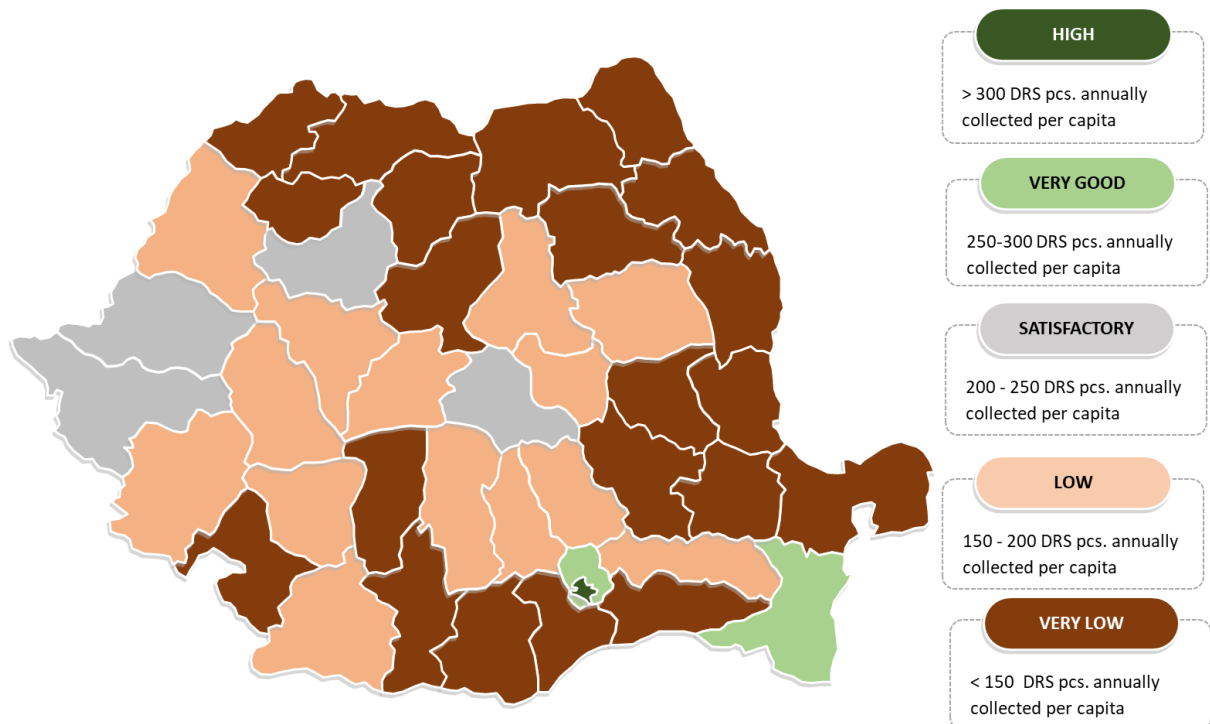 HIGH
> 300 DRS pcs. annually
collected per capita
VERY GOOD
250-300 DRS pcs. annually
collected per capita
SATISFACTORY
200 - 250 DRS pcs. annually
collected per capita
LOW
150 - 200 DRS pcs. annually
collected per capita
VERY LOW
< 150 DRS pcs. annually
collected per capita